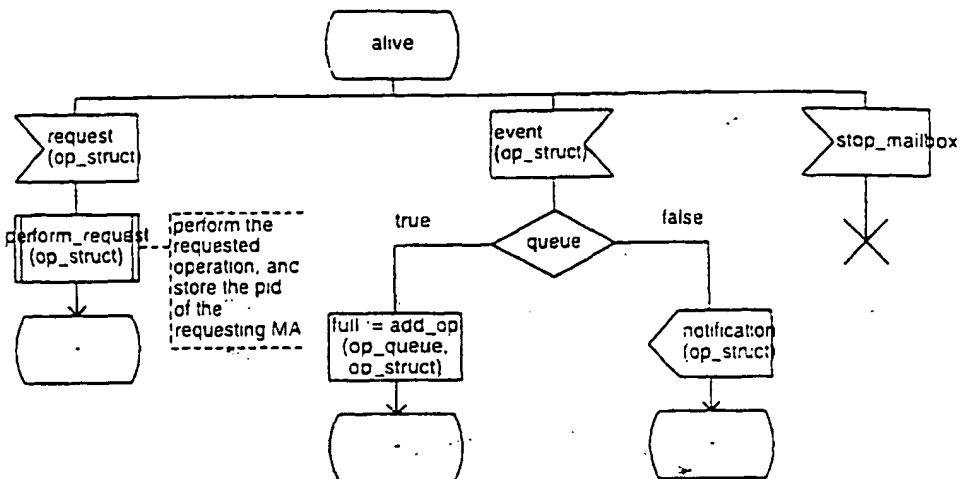 alive
request
(op_struct)
event
(op_struct)
stop_mailbox
perform_request
(op_struct)
perform the
requested
operation, and
store the pid
of the
requesting MA
true
queue
false
full := add_op
(op_queue,
op_struct)
notification
(op_struct)
-
-
-